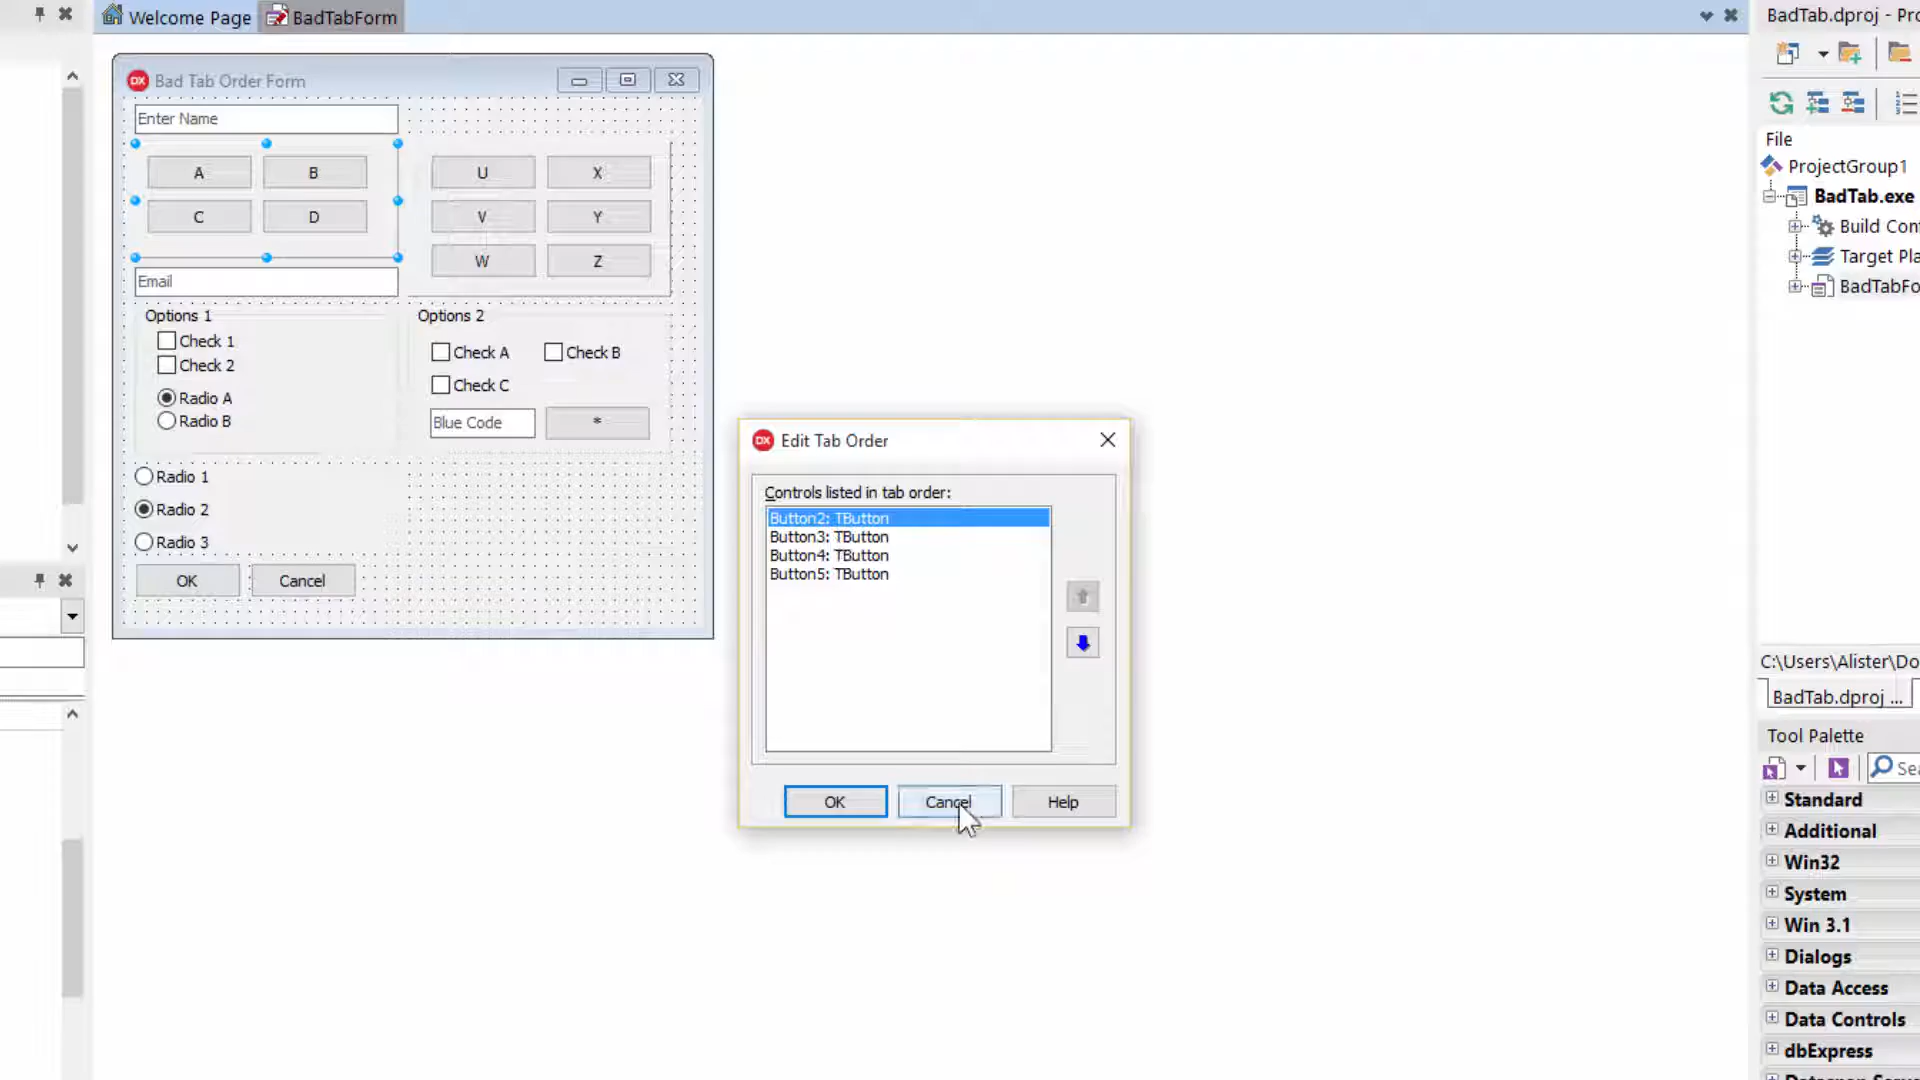 Welcome Page
BadTabForm
BadTab.dproj - Pro
DX Bad Tab Order Form
Enter Name
A B
C D
U X
V Y
W Z
Email
Options 1
Check 1
Check 2
Radio A
Radio B
Options 2
Check A Check B
Check C
Blue Code *
Radio 1
Radio 2
Radio 3
OK Cancel
DX Edit Tab Order
Controls listed in tab order:
Button2: TButton
Button3: TButton
Button4: TButton
Button5: TButton
OK Cancel Help
File
ProjectGroup1
BadTab.exe
Build Con
Target Pla
BadTabFo
C:\Users\Alister\Do
BadTab.dproj ...
Tool Palette
Sea
Standard
Additional
Win32
System
Win 3.1
Dialogs
Data Access
Data Controls
dbExpress